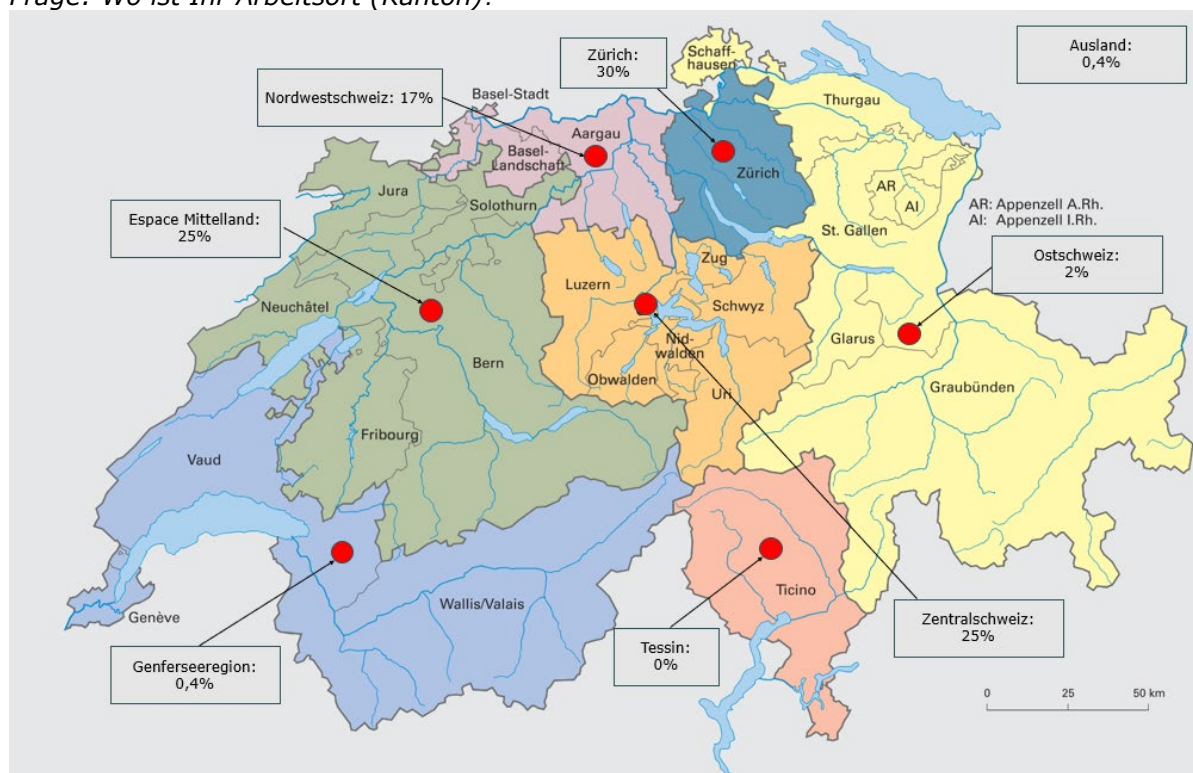 Frage: Wo ist Ihr Arbeitsort (Kanton)?
Schaff-
hausen
Zürich:
30%
Ausland:
0,4%
Nordwestschweiz: 17%
Basel-Stadt
Thurgau
Aargau
Basel-
Landschaft
Zürich
Jura
Solothurn
AR
AI
AR: Appenzell A.Rh.
AI: Appenzell I.Rh.
Espace Mittelland:
25%
St. Gallen
Ostschweiz:
2%
Zug
Luzern
Schwyz
Neuchâtel
Nid-
walden
Glarus
Bern
Obwalden
Uri
Graubünden
Fribourg
Vaud
Ticino
Wallis/Valais
Genève
Zentralschweiz:
25%
Tessin:
0%
Genferseeregion:
0,4%
0 25 50 km